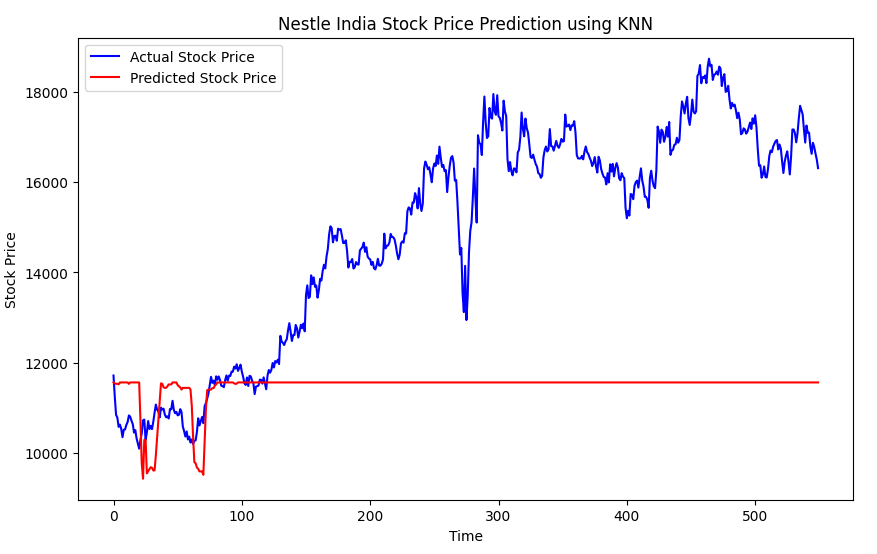 Nestle India Stock Price Prediction using KNN
Actual Stock Price
Predicted Stock Price
18000
16000
14000
12000
10000
Stock Price
0 100 200 300 400 500
Time